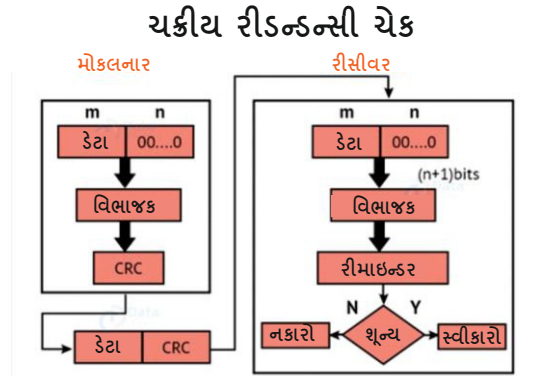 ચક્રીય રીડન્ડન્સી ચેક
મોકલનાર
m n
ડેટા 00....0
વિભાજક
CRC
ડેટા CRC
રીસીવર
m n
ડેટા 00....0
(n+1)bits
વિભાજક
રીમાઇન્ડર
N Y
નકારો શૂન્ય સ્વીકારો